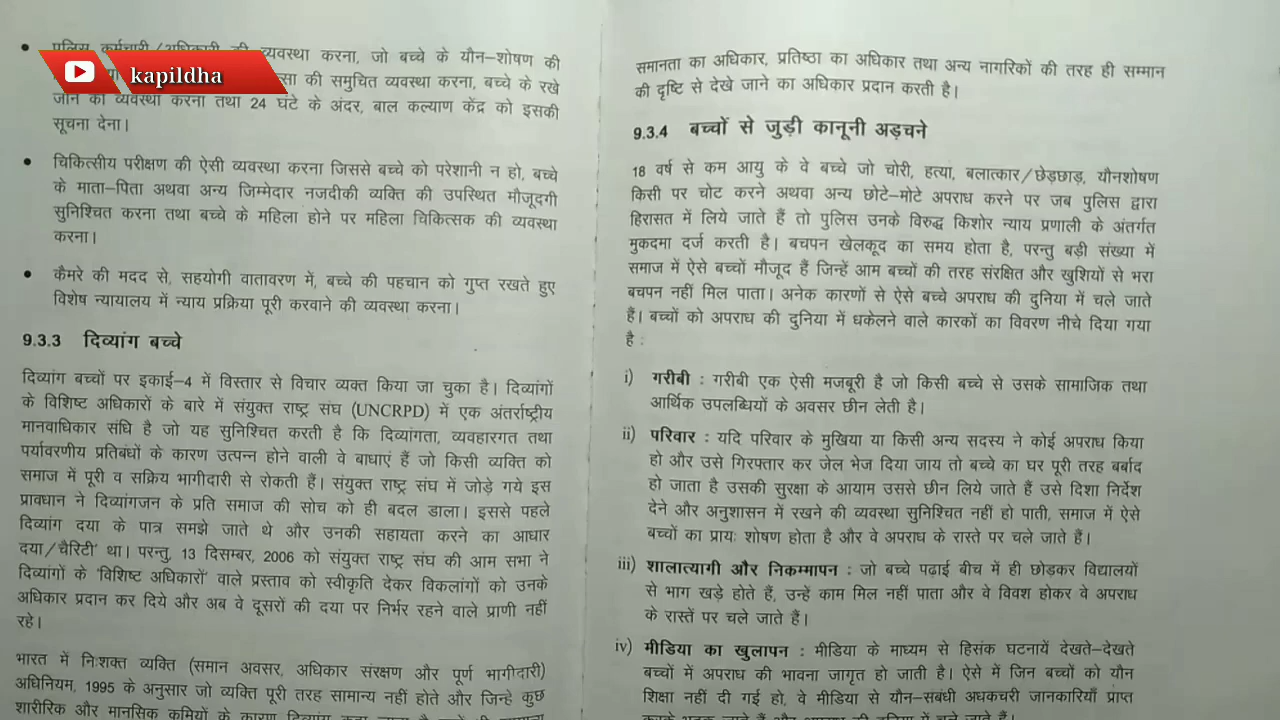 kapildha
पुलिस कर्मचारी/अधिकारी की व्यवस्था करना, जो बच्चे के यौन–शोषण की
की समुचित व्यवस्था करना, बच्चे के रखे
जाने की व्यवस्था करना तथा 24 घंटे के अंदर, बाल कल्याण केंद्र को इसकी
सूचना देना।
• चिकित्सीय परीक्षण की ऐसी व्यवस्था करना जिससे बच्चे को परेशानी न हो, बच्चे
के माता–पिता अथवा अन्य जिम्मेदार नजदीकी व्यक्ति की उपस्थित मौजूदगी
सुनिश्चित करना तथा बच्चे के महिला होने पर महिला चिकित्सक की व्यवस्था
करना।
• कैमरे की मदद से, सहयोगी वातावरण में, बच्चे की पहचान को गुप्त रखते हुए
विशेष न्यायालय में न्याय प्रक्रिया पूरी करवाने की व्यवस्था करना।
9.3.3 दिव्यांग बच्चे
दिव्यांग बच्चों पर इकाई–4 में विस्तार से विचार व्यक्त किया जा चुका है। दिव्यांगों
के विशिष्ट अधिकारों के बारे में संयुक्त राष्ट्र संघ (UNCRPD) में एक अंतर्राष्ट्रीय
मानवाधिकार संधि है जो यह सुनिश्चित करती है कि दिव्यांगता, व्यवहारगत तथा
पर्यावरणीय प्रतिबंधों के कारण उत्पन्न होने वाली वे बाधाएं हैं जो किसी व्यक्ति को
समाज में पूरी व सक्रिय भागीदारी से रोकती हैं। संयुक्त राष्ट्र संघ में जोड़े गये इस
प्रावधान ने दिव्यांगजन के प्रति समाज की सोच को ही बदल डाला। इससे पहले
दिव्यांग दया के पात्र समझे जाते थे और उनकी सहायता करने का आधार
दया/चैरिटी' था। परन्तु, 13 दिसम्बर, 2006 को संयुक्त राष्ट्र संघ की आम सभा ने
दिव्यांगों के 'विशिष्ट अधिकारों' वाले प्रस्ताव को स्वीकृति देकर विकलांगों को उनके
अधिकार प्रदान कर दिये और अब वे दूसरों की दया पर निर्भर रहने वाले प्राणी नहीं
रहे।
भारत में निःशक्त व्यक्ति (समान अवसर, अधिकार संरक्षण और पूर्ण भागीदारी)
अधिनियम, 1995 के अनुसार जो व्यक्ति पूरी तरह सामान्य नहीं होते और जिन्हे कुछ
शारीरिक और मानसिक कमियों के कारण दिव्यांग
समानता का अधिकार, प्रतिष्ठा का अधिकार तथा अन्य नागरिकों की तरह ही सम्मान
की दृष्टि से देखे जाने का अधिकार प्रदान करती है।
9.3.4 बच्चों से जुड़ी कानूनी अड़चने
18 वर्ष से कम आयु के वे बच्चे जो चोरी, हत्या, बलात्कार/छेड़छाड़, यौनशोषण
किसी पर चोट करने अथवा अन्य छोटे–मोटे अपराध करने पर जब पुलिस द्वारा
हिरासत में लिये जाते हैं तो पुलिस उनके विरुद्ध किशोर न्याय प्रणाली के अंतर्गत
मुकदमा दर्ज करती है। बचपन खेलकूद का समय होता है, परन्तु बड़ी संख्या में
समाज में ऐसे बच्चों मौजूद हैं जिन्हें आम बच्चों की तरह संरक्षित और खुशियों से भरा
बचपन नहीं मिल पाता। अनेक कारणों से ऐसे बच्चे अपराध की दुनिया में चले जाते
हैं। बच्चों को अपराध की दुनिया में धकेलने वाले कारकों का विवरण नीचे दिया गया
है :
i) गरीबी : गरीबी एक ऐसी मजबूरी है जो किसी बच्चे से उसके सामाजिक तथा
आर्थिक उपलब्धियों के अवसर छीन लेती है।
ii) परिवार : यदि परिवार के मुखिया या किसी अन्य सदस्य ने कोई अपराध किया
हो और उसे गिरफ्तार कर जेल भेज दिया जाय तो बच्चे का घर पूरी तरह बर्बाद
हो जाता है उसकी सुरक्षा के आयाम उससे छीन लिये जाते हैं उसे दिशा निर्देश
देने और अनुशासन में रखने की व्यवस्था सुनिश्चित नहीं हो पाती, समाज में ऐसे
बच्चों का प्रायः शोषण होता है और वे अपराध के रास्ते पर चले जाते हैं।
iii) शालात्यागी और निकम्मापन : जो बच्चे पढ़ाई बीच में ही छोड़कर विद्यालयों
से भाग खड़े होते हैं, उन्हें काम मिल नहीं पाता और वे विवश होकर वे अपराध
के रास्तें पर चले जाते हैं।
iv) मीडिया का खुलापन : मीडिया के माध्यम से हिसंक घटनायें देखते–देखते
बच्चों में अपराध की भावना जागृत हो जाती है। ऐसे में जिन बच्चों को यौन
शिक्षा नहीं दी गई हो, वे मीडिया से यौन–संबंधी अधकचरी जानकारियाँ प्राप्त